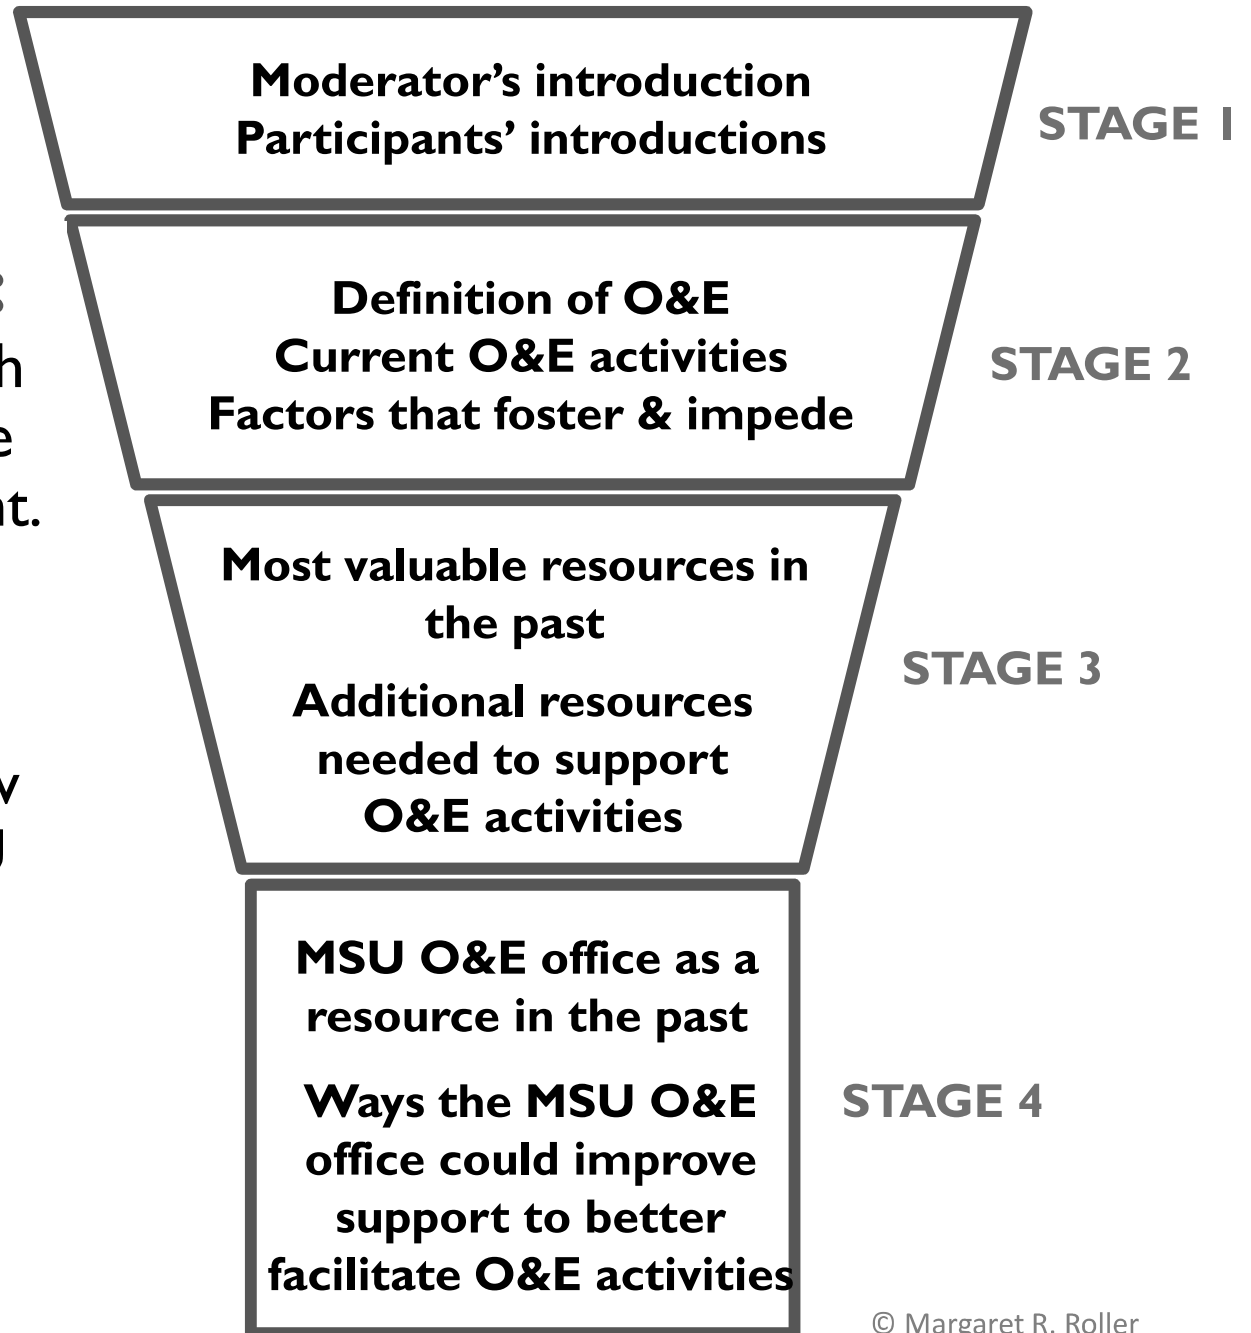 Moderator's introduction
Participants' introductions
STAGE 1
:
h
e
nt.
Definition of O&E
Current O&E activities
Factors that foster & impede
STAGE 2
w
g
Most valuable resources in
the past
Additional resources
needed to support
O&E activities
STAGE 3
MSU O&E office as a
resource in the past
Ways the MSU O&E
office could improve
support to better
facilitate O&E activities
STAGE 4
© Margaret R. Roller